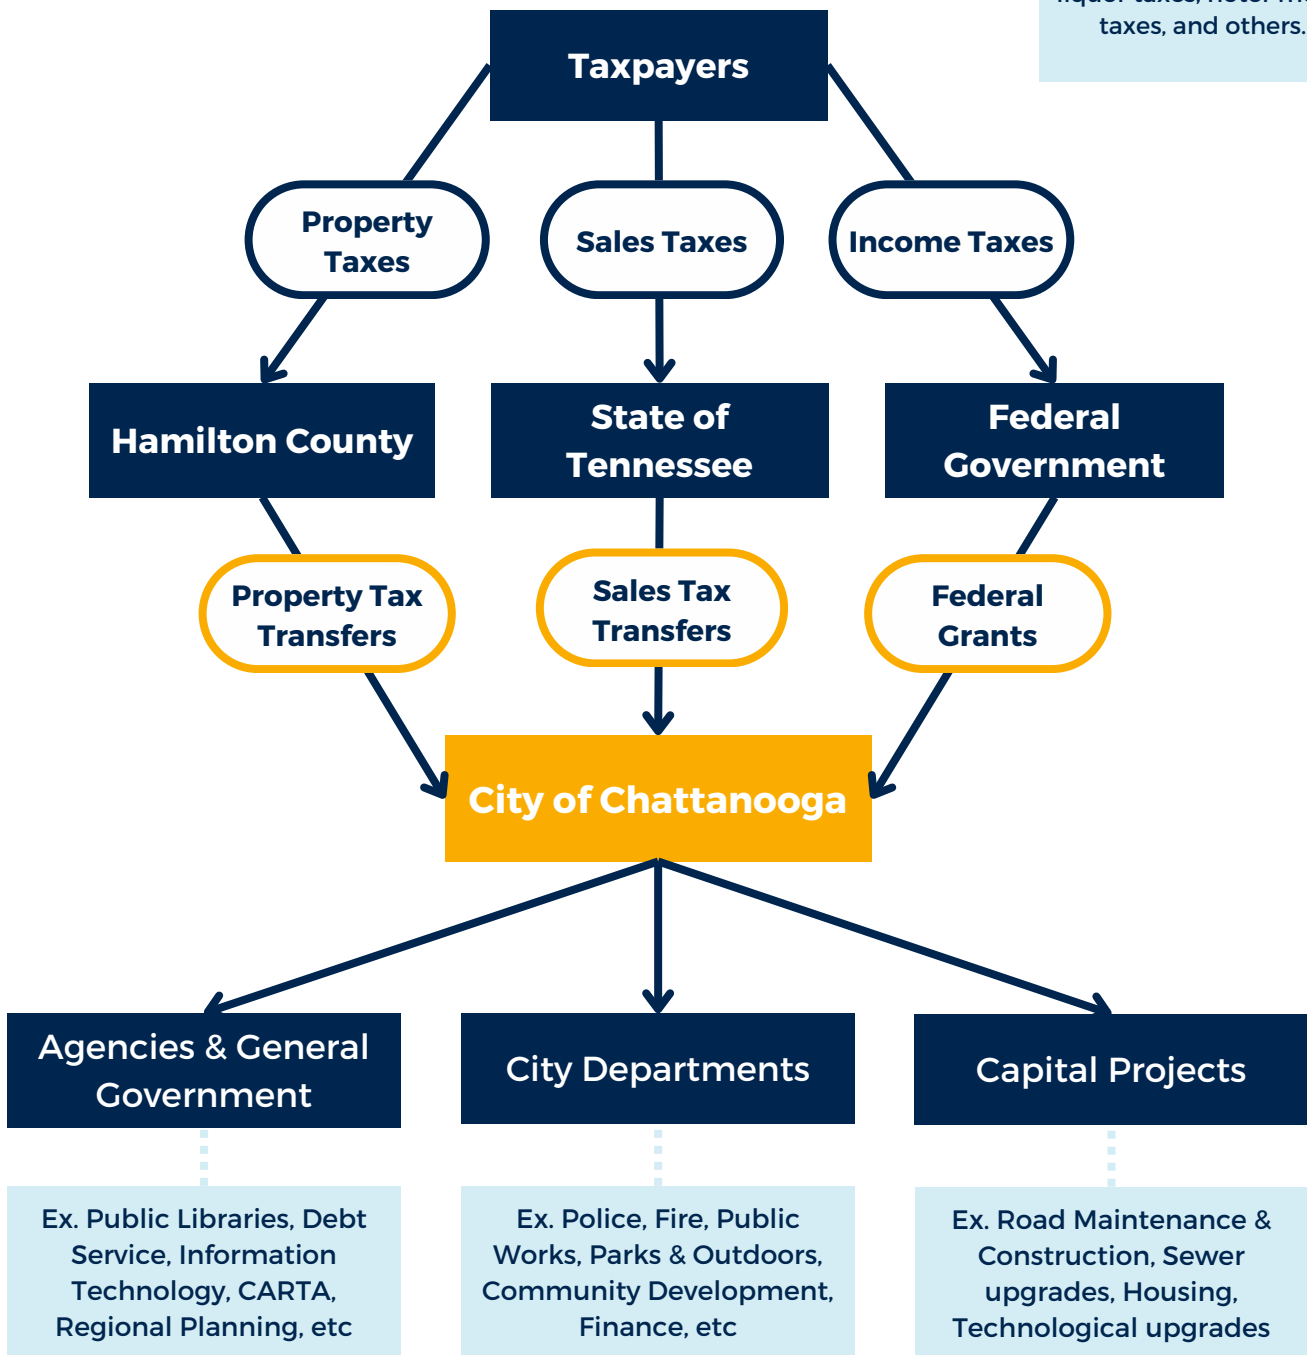 liquor taxes, hotel
taxes, and others.
Taxpayers
Property
Taxes
Sales Taxes
Income Taxes
Hamilton County
State of
Tennessee
Federal
Government
Property Tax
Transfers
Sales Tax
Transfers
Federal
Grants
City of Chattanooga
Agencies & General
Government
City Departments
Capital Projects
Ex. Public Libraries, Debt
Service, Information
Technology, CARTA,
Regional Planning, etc
Ex. Police, Fire, Public
Works, Parks & Outdoors,
Community Development,
Finance, etc
Ex. Road Maintenance &
Construction, Sewer
upgrades, Housing,
Technological upgrades